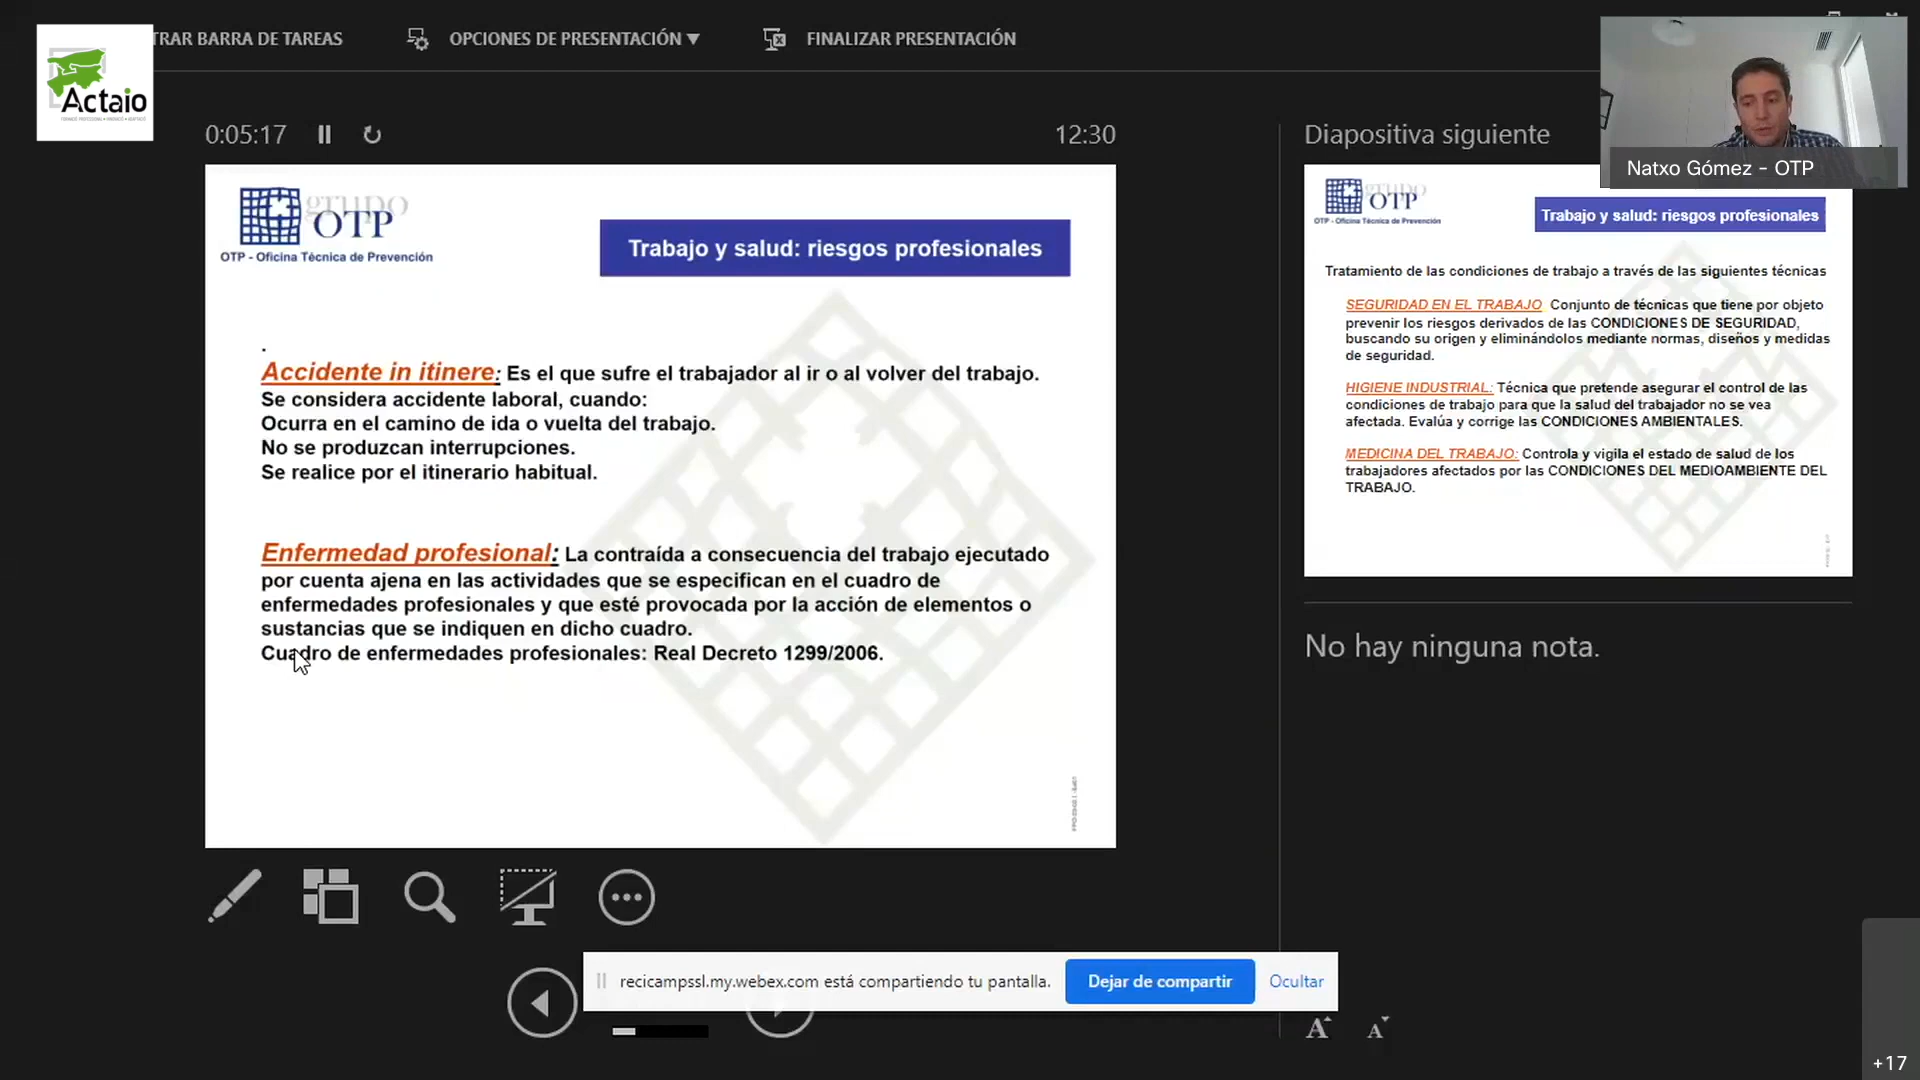 TRAR BARRA DE TAREAS
OPCIONES DE PRESENTACIÓN
FINALIZAR PRESENTACIÓN
Actaio
0:05:17
12:30
grupo
OTP
OTP - Oficina Técnica de Prevención
Trabajo y salud: riesgos profesionales
.
Accidente in itinere: Es el que sufre el trabajador al ir o al volver del trabajo.
Se considera accidente laboral, cuando:
Ocurra en el camino de ida o vuelta del trabajo.
No se produzcan interrupciones.
Se realice por el itinerario habitual.
Enfermedad profesional: La contraída a consecuencia del trabajo ejecutado
por cuenta ajena en las actividades que se especifican en el cuadro de
enfermedades profesionales y que esté provocada por la acción de elementos o
sustancias que se indiquen en dicho cuadro.
Cuadro de enfermedades profesionales: Real Decreto 1299/2006.
Diapositiva siguiente
Natxo Gómez - OTP
grupo
OTP
OTP - Oficina Técnica de Prevención
Trabajo y salud: riesgos profesionales
Tratamiento de las condiciones de trabajo a través de las siguientes técnicas
SEGURIDAD EN EL TRABAJO Conjunto de técnicas que tiene por objeto
prevenir los riesgos derivados de las CONDICIONES DE SEGURIDAD,
buscando su origen y eliminándolos mediante normas, diseños y medidas
de seguridad.
HIGIENE INDUSTRIAL: Técnica que pretende asegurar el control de las
condiciones de trabajo para que la salud del trabajador no se vea
afectada. Evalúa y corrige las CONDICIONES AMBIENTALES.
MEDICINA DEL TRABAJO: Controla y vigila el estado de salud de los
trabajadores afectados por las CONDICIONES DEL MEDIOAMBIENTE DEL
TRABAJO.
No hay ninguna nota.
recicampssl.my.webex.com está compartiendo tu pantalla.
Dejar de compartir
Ocultar
A
A
+17